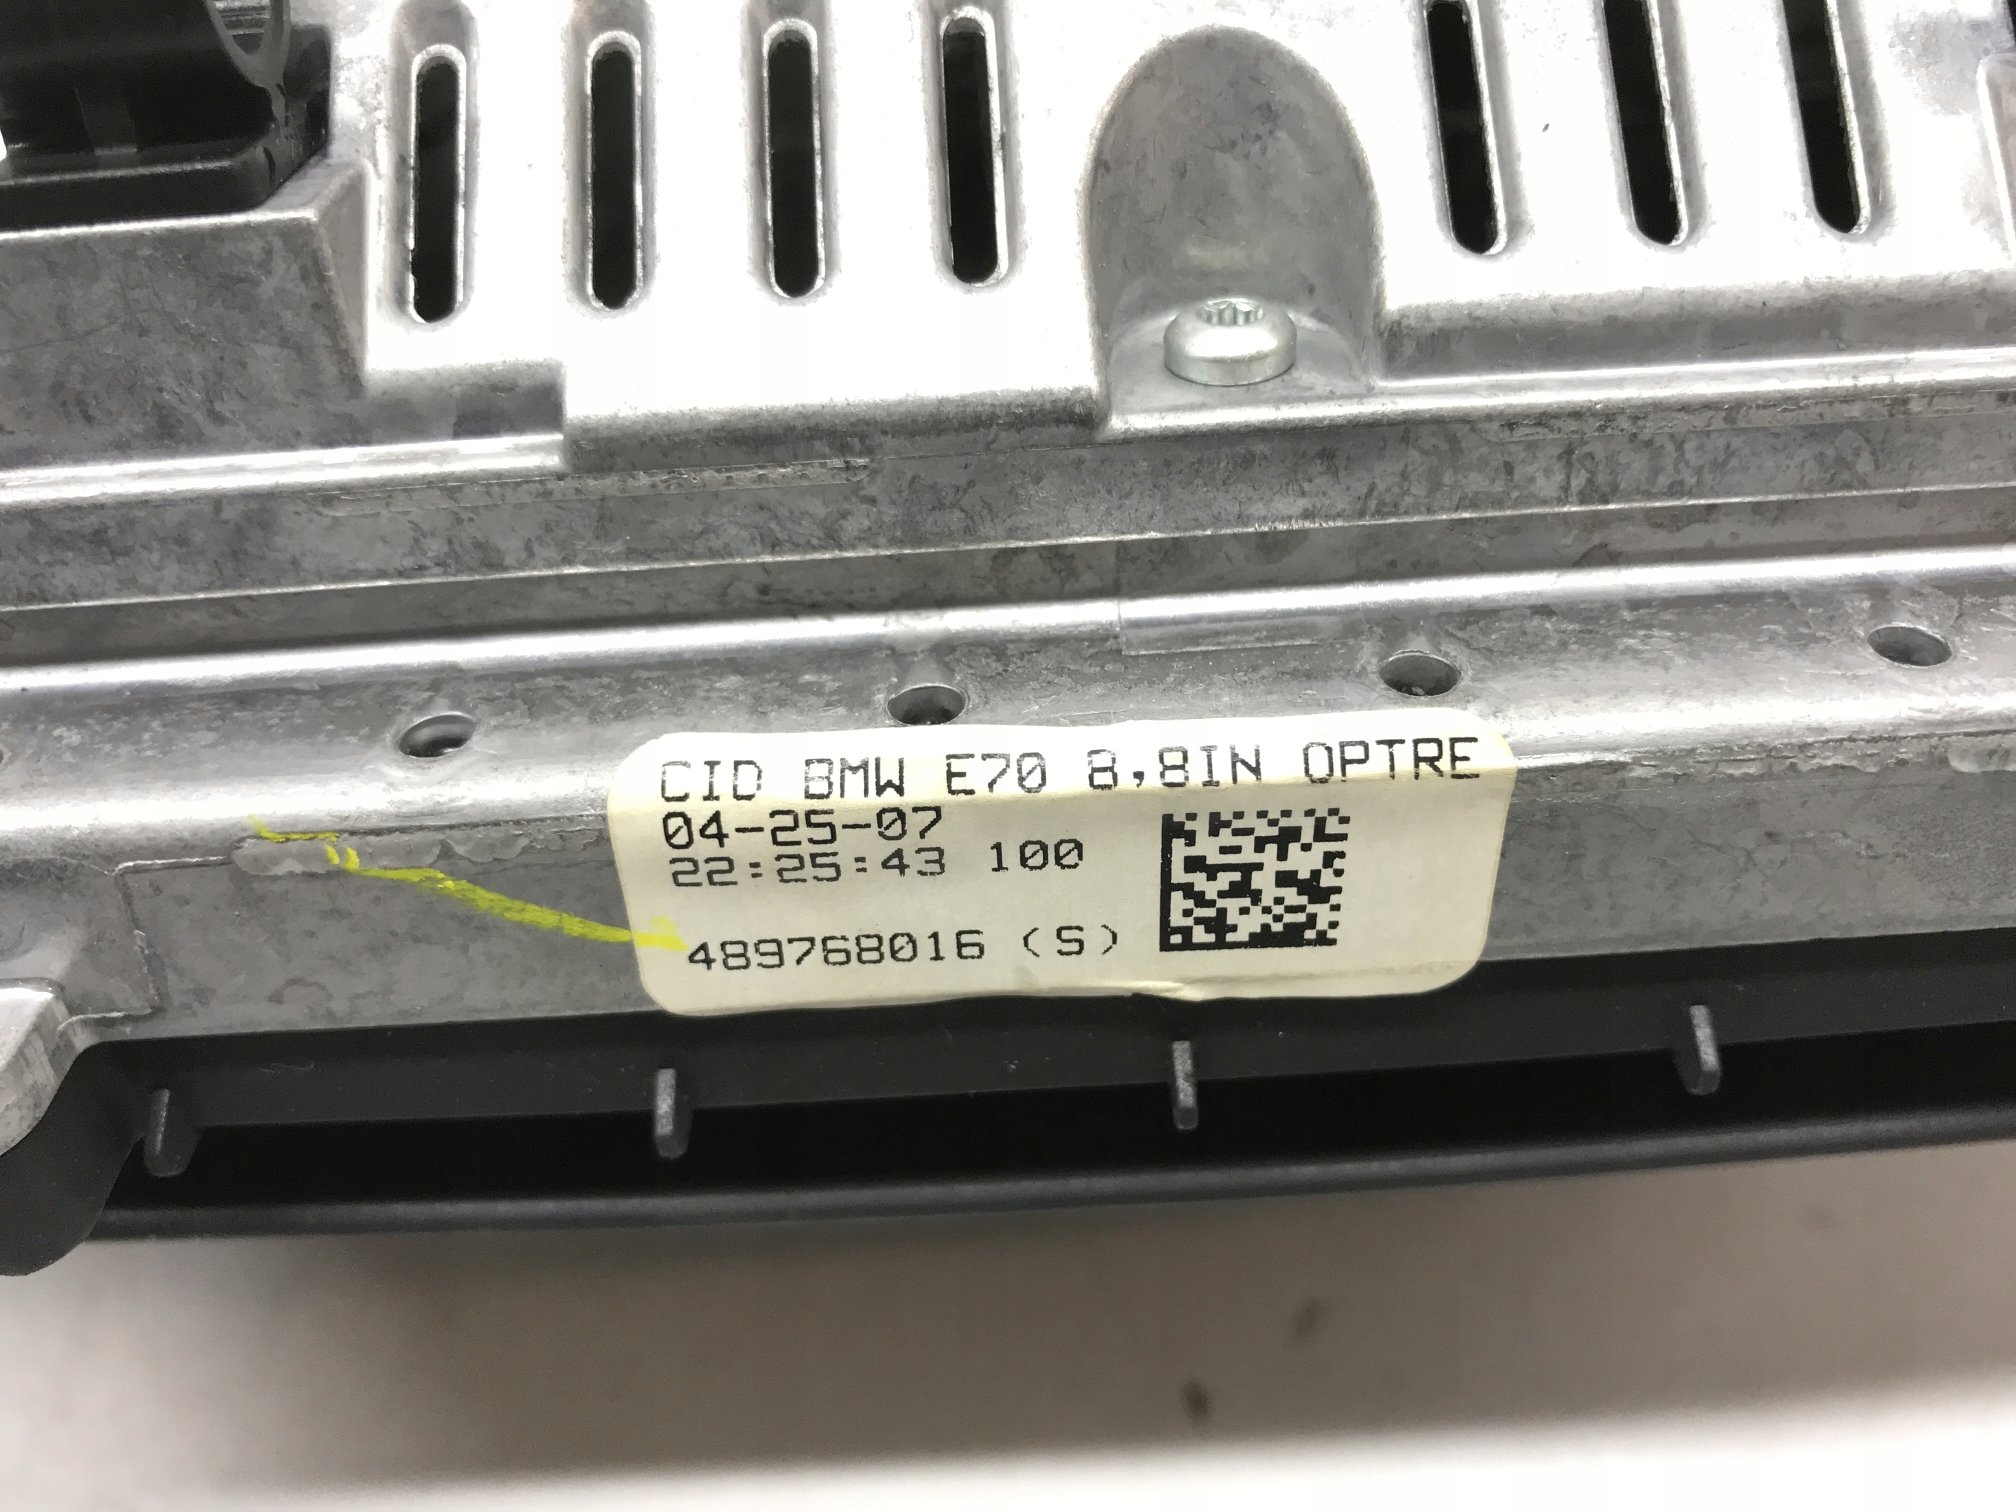 CID BMW E70 8,8IN OPTRE
04-25-07
22:25:43 100
489768016 (S)